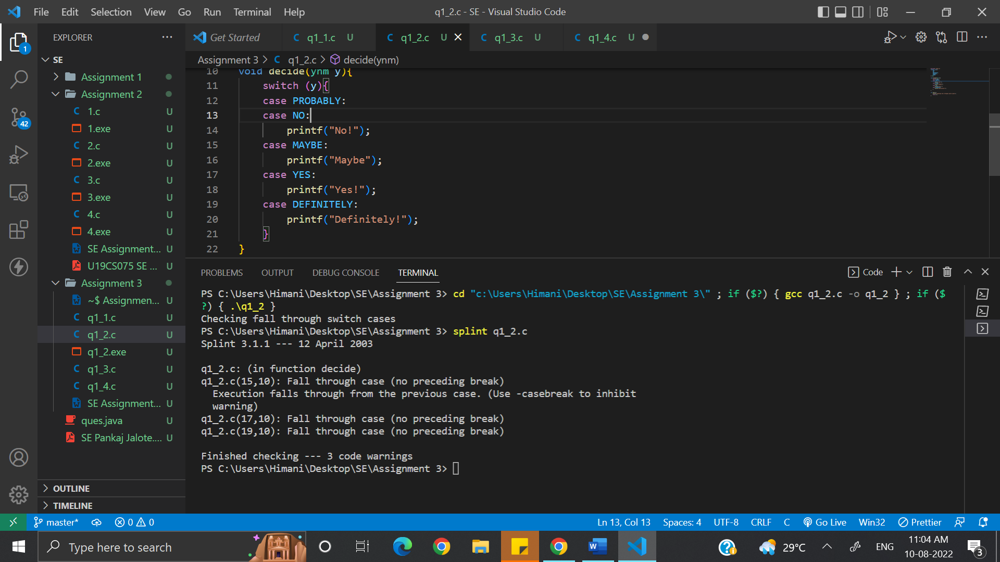 File Edit Selection View Go Run Terminal Help
q1_2.c - SE - Visual Studio Code
EXPLORER
1
SE
Assignment 1
Assignment 2
1.c U
1.exe U
2.c U
2.exe U
3.c U
3.exe U
4.c U
4.exe U
SE Assignment... U
U19CS075 SE ... U
Assignment 3
~$ Assignmen... U
q1_1.c U
q1_2.c U
q1_2.exe U
q1_3.c U
q1_4.c U
SE Assignment... U
ques.java U
SE Pankaj Jalote.... U
42
OUTLINE
TIMELINE
Get Started
C q1_1.c U
C q1_2.c U
C q1_3.c U
C q1_4.c U
Assignment 3 > C q1_2.c > decide(ynm)
10 void decide(ynm y){
11 switch (y){
12 case PROBABLY:
13 case NO:
14 printf("No!");
15 case MAYBE:
16 printf("Maybe");
17 case YES:
18 printf("Yes!");
19 case DEFINITELY:
20 printf("Definitely!");
21 }
22 }
PROBLEMS OUTPUT DEBUG CONSOLE TERMINAL
Code
PS C:\Users\Himani\Desktop\SE\Assignment 3> cd "c:\Users\Himani\Desktop\SE\Assignment 3\" ; if ($?) { gcc q1_2.c -o q1_2 } ; if ($
?) { .\q1_2 }
Checking fall through switch cases
PS C:\Users\Himani\Desktop\SE\Assignment 3> splint q1_2.c
Splint 3.1.1 --- 12 April 2003
q1_2.c: (in function decide)
q1_2.c(15,10): Fall through case (no preceding break)
Execution falls through from the previous case. (Use -casebreak to inhibit
warning)
q1_2.c(17,10): Fall through case (no preceding break)
q1_2.c(19,10): Fall through case (no preceding break)
Finished checking --- 3 code warnings
PS C:\Users\Himani\Desktop\SE\Assignment 3>
master* 0 0
Ln 13, Col 13 Spaces: 4 UTF-8 CRLF C Go Live Win32 Prettier
Type here to search
29°C
ENG
11:04 AM
10-08-2022
3